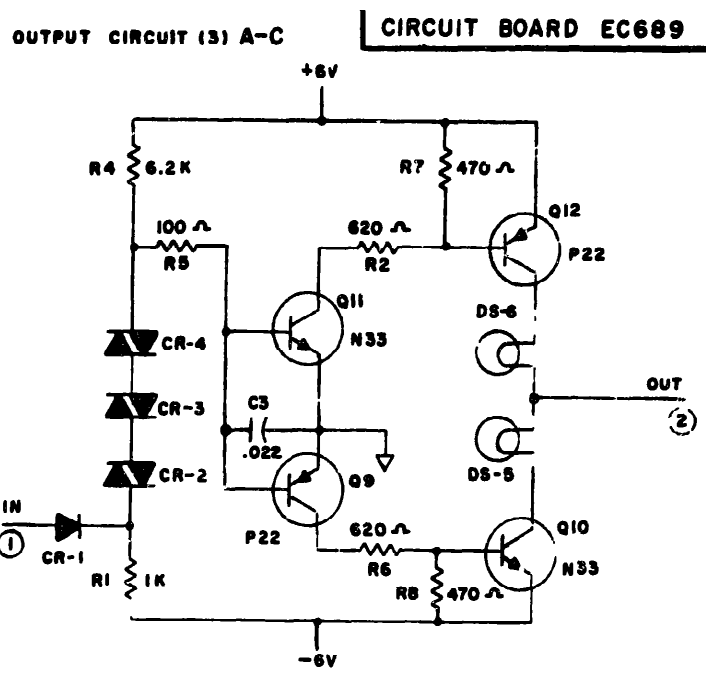 OUTPUT CIRCUIT (3) A-C
CIRCUIT BOARD EC689
+6V
R4 6.2K
R7 470 Ω
Q12
100 Ω
R5
620 Ω
R2
P22
Q11
DS-6
CR-4
N33
OUT
CR-3
C3
.022
2
CR-2
Q9
DS-5
IN
1
CR-1
P22
620 Ω
R6
Q10
N33
R1 1K
R8 470 Ω
-6V